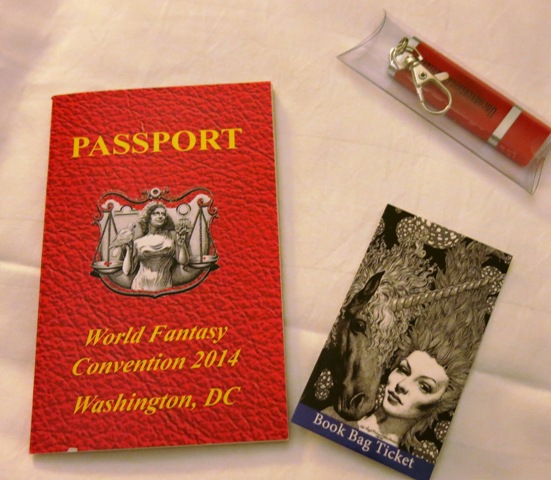 PASSPORT
World Fantasy
Convention 2014
Washington, DC
Book Bag Ticket